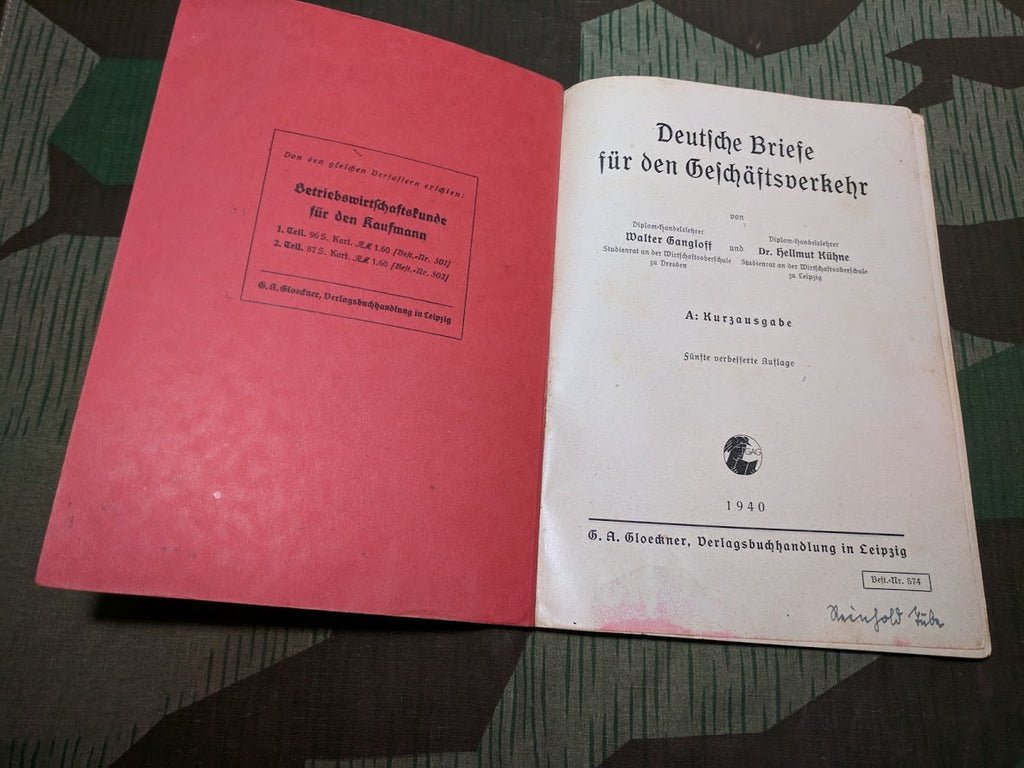 Von den gleichen Verfassern erschien:
Betriebswirtschaftskunde
für den Kaufmann
1. Teil. 96 S. Kart. RM 1.60 [Best.-Nr. 501]
2. Teil. 87 S. Kart. RM 1.60 [Best.-Nr. 502]
G. A. Gloeckner, Verlagsbuchhandlung in Leipzig
Deutsche Briefe
für den Geschäftsverkehr
von
Diplom-Handelslehrer
Walter Gangloff
Studienrat an der Wirtschaftsoberschule
zu Dresden
und
Diplom-Handelslehrer
Dr. Hellmut Kühne
Studienrat an der Wirtschaftsoberschule
zu Leipzig
A: Kurzausgabe
Fünfte verbesserte Auflage
GAG
1940
G. A. Gloeckner, Verlagsbuchhandlung in Leipzig
Best.-Nr. 574
Reinhold